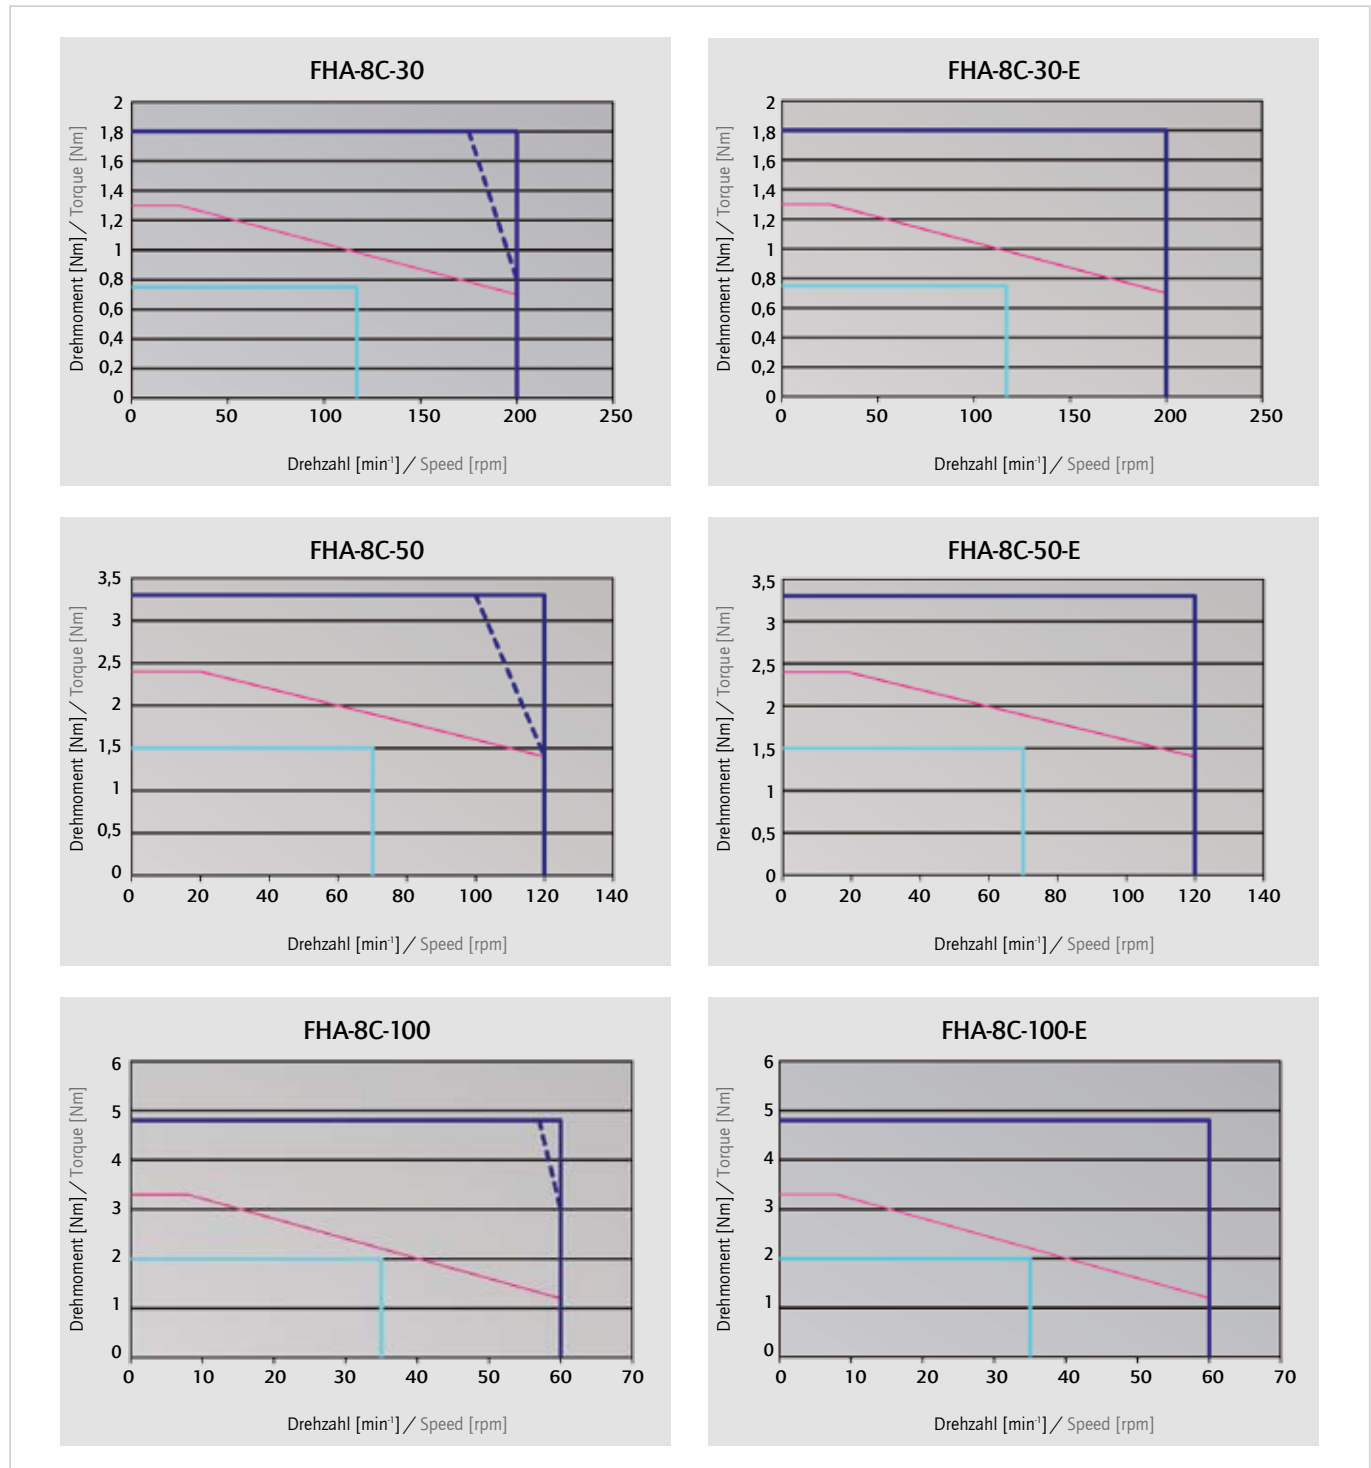 FHA-8C-30
Drehmoment [Nm] / Torque [Nm]
2
1,8
1,6
1,4
1,2
1
0,8
0,6
0,4
0,2
0
0 50 100 150 200 250
Drehzahl [min⁻¹] / Speed [rpm]
FHA-8C-30-E
Drehmoment [Nm] / Torque [Nm]
2
1,8
1,6
1,4
1,2
1
0,8
0,6
0,4
0,2
0
0 50 100 150 200 250
Drehzahl [min⁻¹] / Speed [rpm]
FHA-8C-50
Drehmoment [Nm] / Torque [Nm]
3,5
3
2,5
2
1,5
1
0,5
0
0 20 40 60 80 100 120 140
Drehzahl [min⁻¹] / Speed [rpm]
FHA-8C-50-E
Drehmoment [Nm] / Torque [Nm]
3,5
3
2,5
2
1,5
1
0,5
0
0 20 40 60 80 100 120 140
Drehzahl [min⁻¹] / Speed [rpm]
FHA-8C-100
Drehmoment [Nm] / Torque [Nm]
6
5
4
3
2
1
0
0 10 20 30 40 50 60 70
Drehzahl [min⁻¹] / Speed [rpm]
FHA-8C-100-E
Drehmoment [Nm] / Torque [Nm]
6
5
4
3
2
1
0
0 10 20 30 40 50 60 70
Drehzahl [min⁻¹] / Speed [rpm]